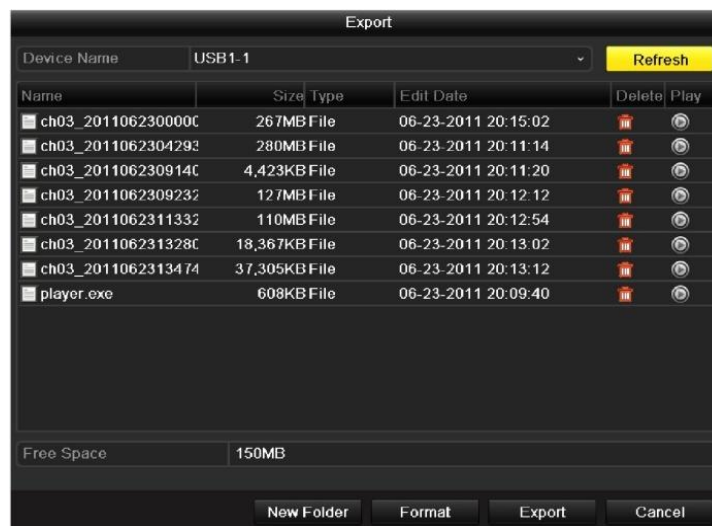 Export
Device Name USB1-1 Refresh
Name Size Type Edit Date Delete Play
ch03_2011062300000 267MB File 06-23-2011 20:15:02
ch03_2011062304293 280MB File 06-23-2011 20:11:14
ch03_2011062309140 4,423KB File 06-23-2011 20:11:20
ch03_2011062309232 127MB File 06-23-2011 20:12:12
ch03_2011062311332 110MB File 06-23-2011 20:12:54
ch03_2011062313280 18,367KB File 06-23-2011 20:13:02
ch03_2011062313474 37,305KB File 06-23-2011 20:13:12
player.exe 608KB File 06-23-2011 20:09:40
Free Space 150MB
New Folder Format Export Cancel